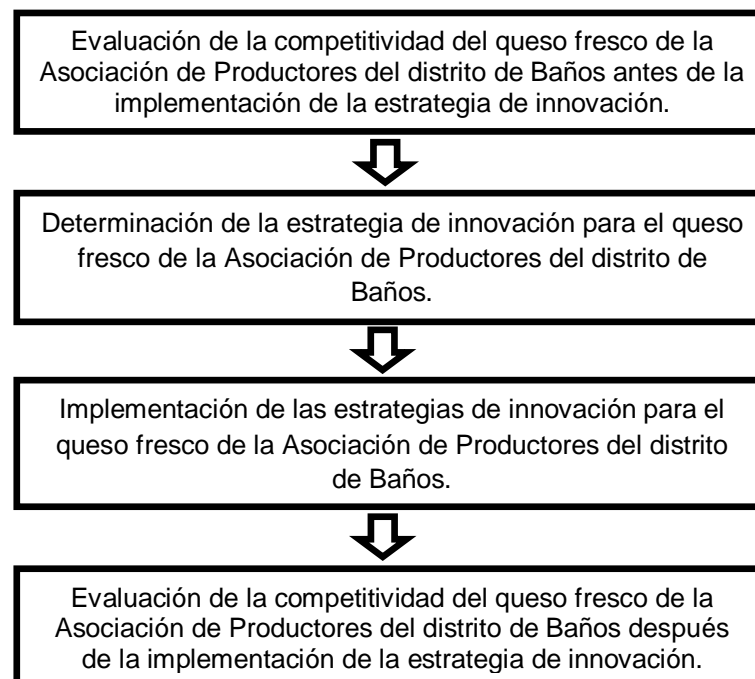 Evaluación de la competitividad del queso fresco de la
Asociación de Productores del distrito de Baños antes de la
implementación de la estrategia de innovación.
Determinación de la estrategia de innovación para el queso
fresco de la Asociación de Productores del distrito de
Baños.
Implementación de las estrategias de innovación para el
queso fresco de la Asociación de Productores del distrito
de Baños.
Evaluación de la competitividad del queso fresco de la
Asociación de Productores del distrito de Baños después
de la implementación de la estrategia de innovación.